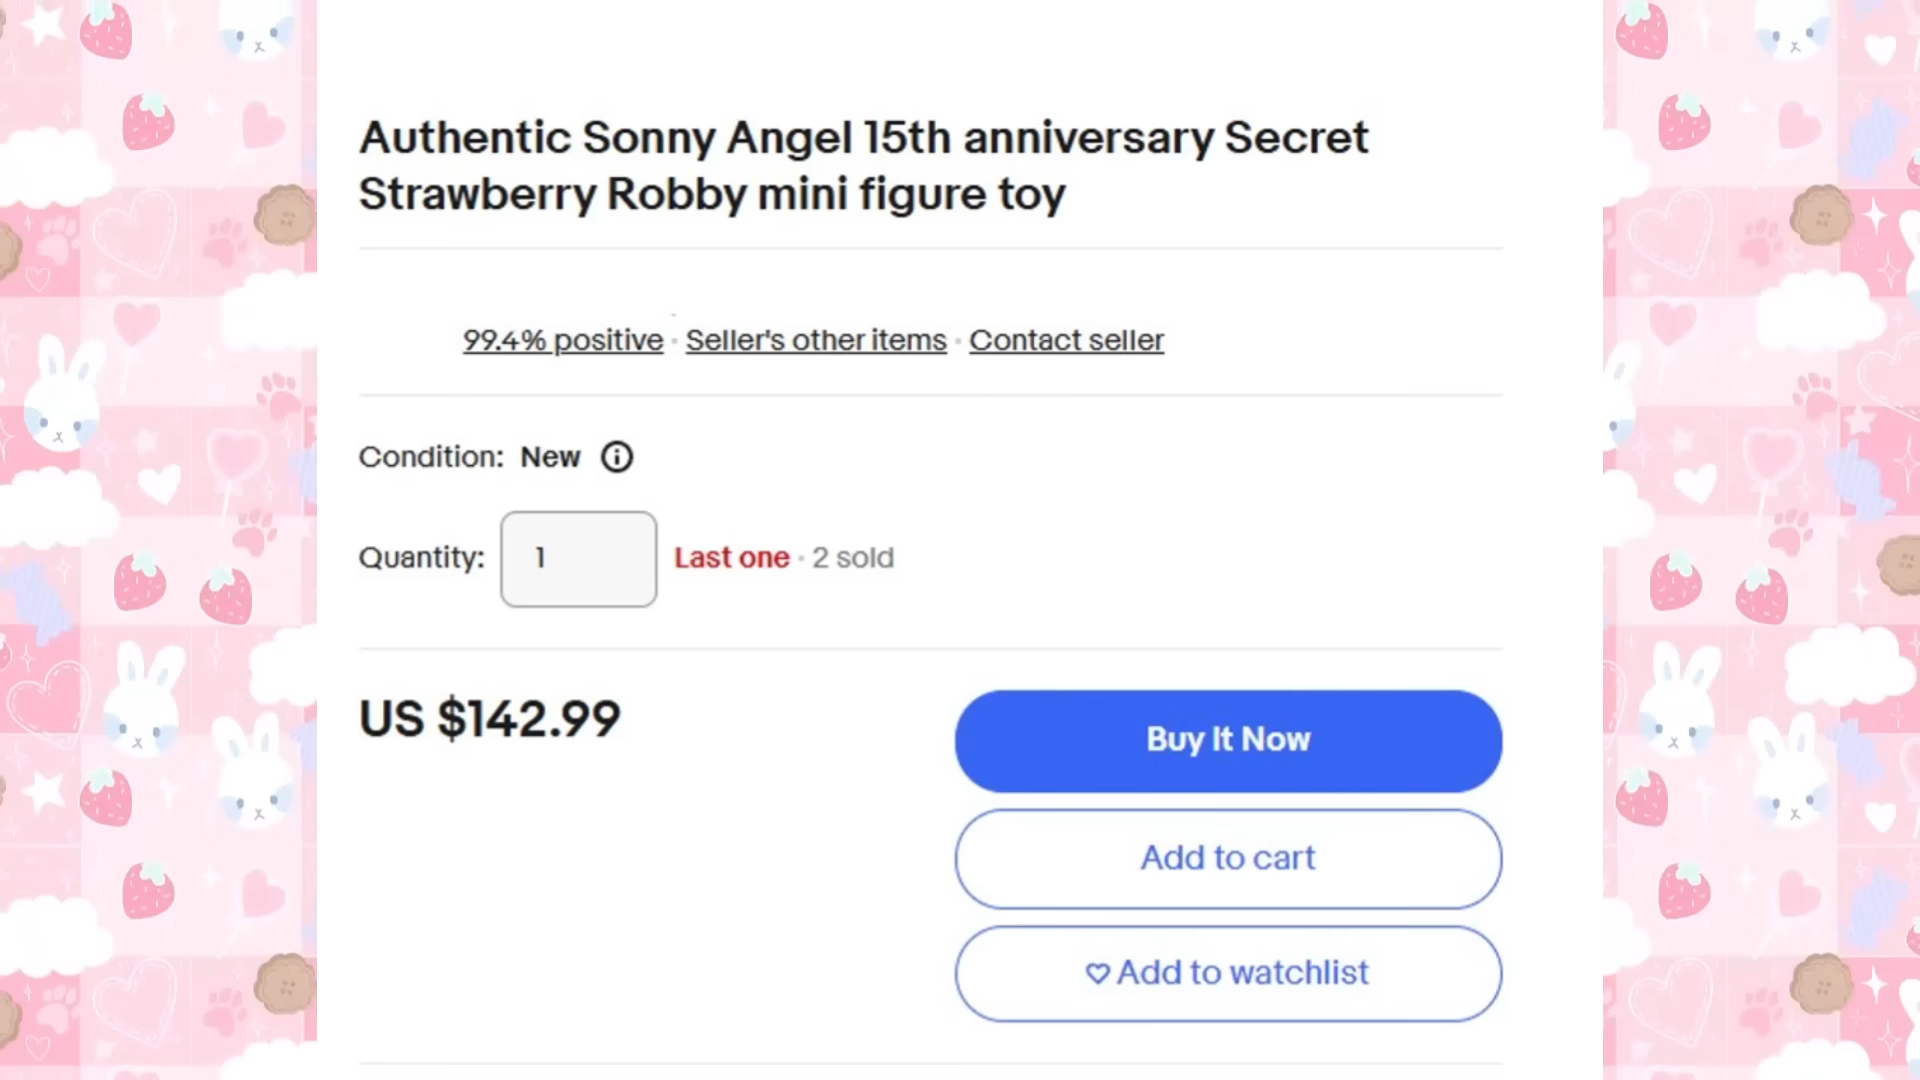 Authentic Sonny Angel 15th anniversary Secret
Strawberry Robby mini figure toy
99.4% positive · Seller's other items · Contact seller
Condition: New
Quantity: 1 Last one · 2 sold
US $142.99
Buy It Now
Add to cart
Add to watchlist